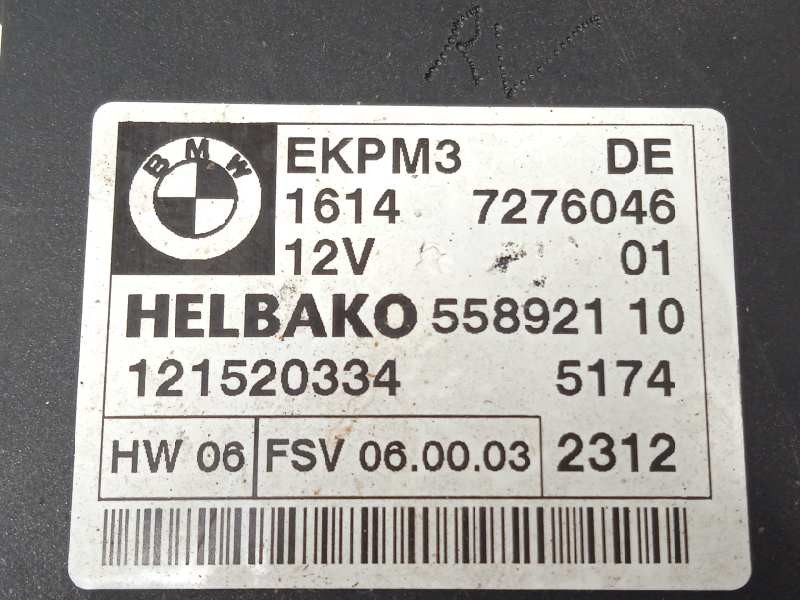 BMW
EKPM3 DE
1614 7276046
12V 01
HELBAKO 558921 10
121520334 5174
HW 06 FSV 06.00.03 2312